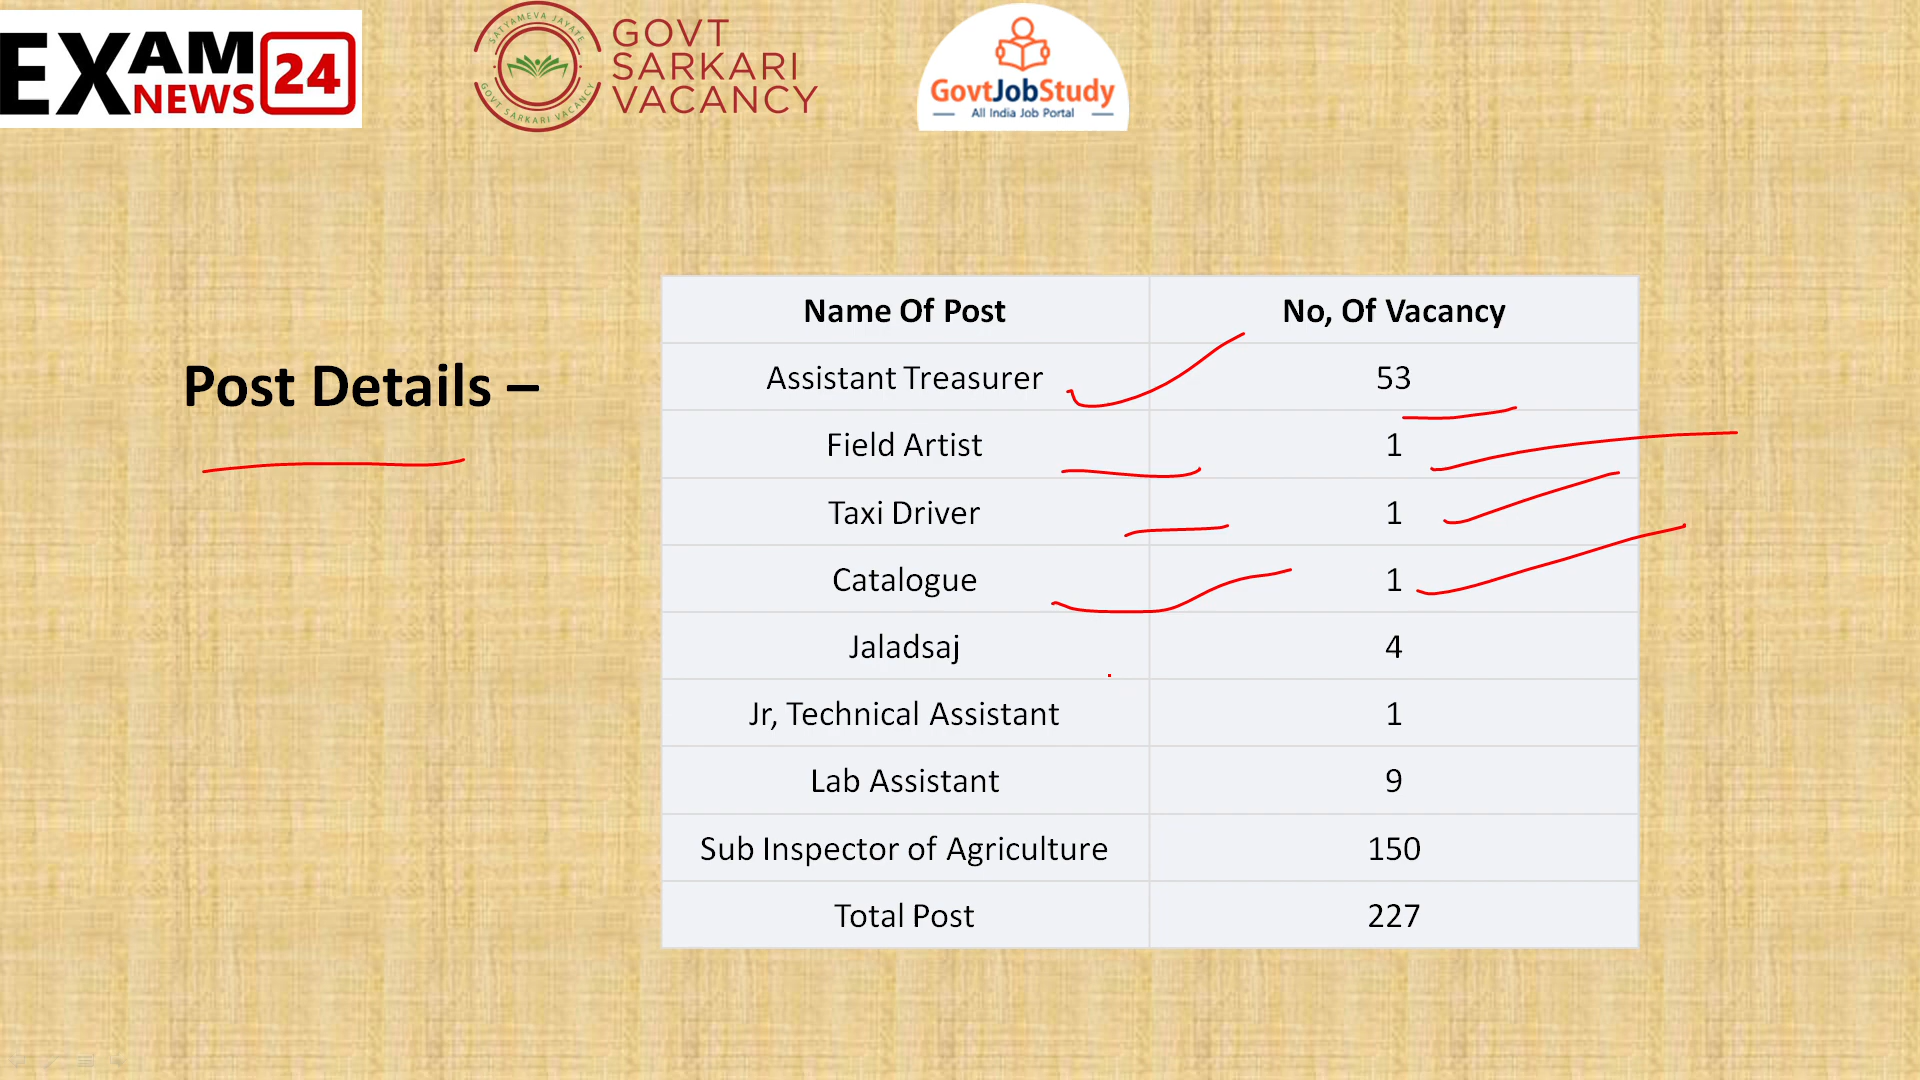 EXAM NEWS 24
SATYAMEVA JAYATE
GOVT SARKARI VACANCY
GOVT
SARKARI
VACANCY
GovtJobStudy
All India Job Portal
Post Details –
Name Of Post No, Of Vacancy
Assistant Treasurer 53
Field Artist 1
Taxi Driver 1
Catalogue 1
Jaladsaj 4
Jr, Technical Assistant 1
Lab Assistant 9
Sub Inspector of Agriculture 150
Total Post 227